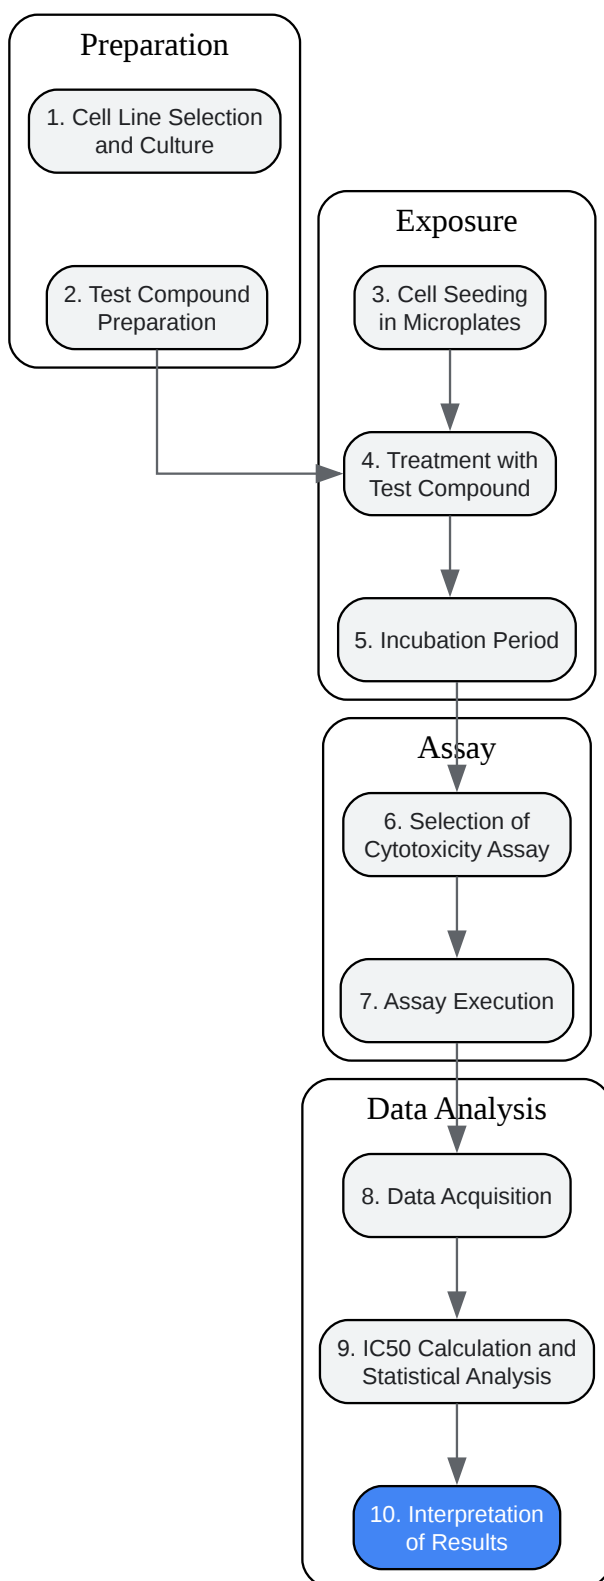 Preparation
1. Cell Line Selection
and Culture
2. Test Compound
Preparation
Exposure
3. Cell Seeding
in Microplates
4. Treatment with
Test Compound
5. Incubation Period
Assay
6. Selection of
Cytotoxicity Assay
7. Assay Execution
Data Analysis
8. Data Acquisition
9. IC50 Calculation and
Statistical Analysis
10. Interpretation
of Results